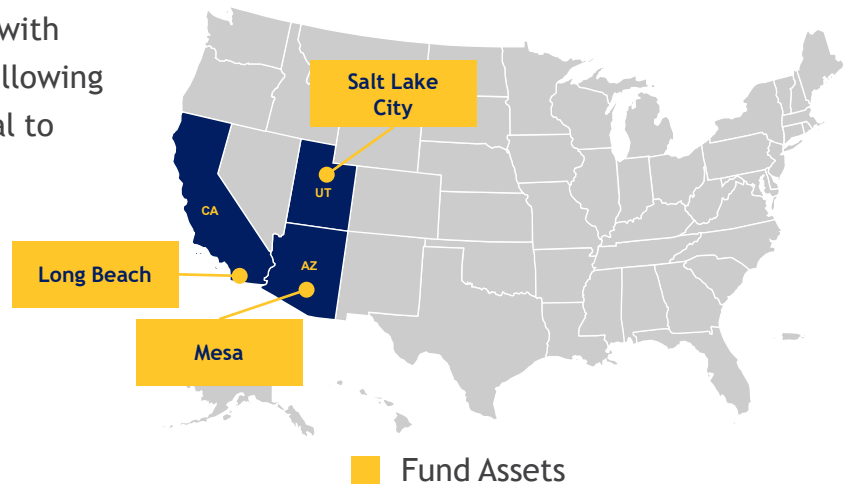 with
llowing
al to
Salt Lake
City
UT
CA
AZ
Long Beach
Mesa
Fund Assets